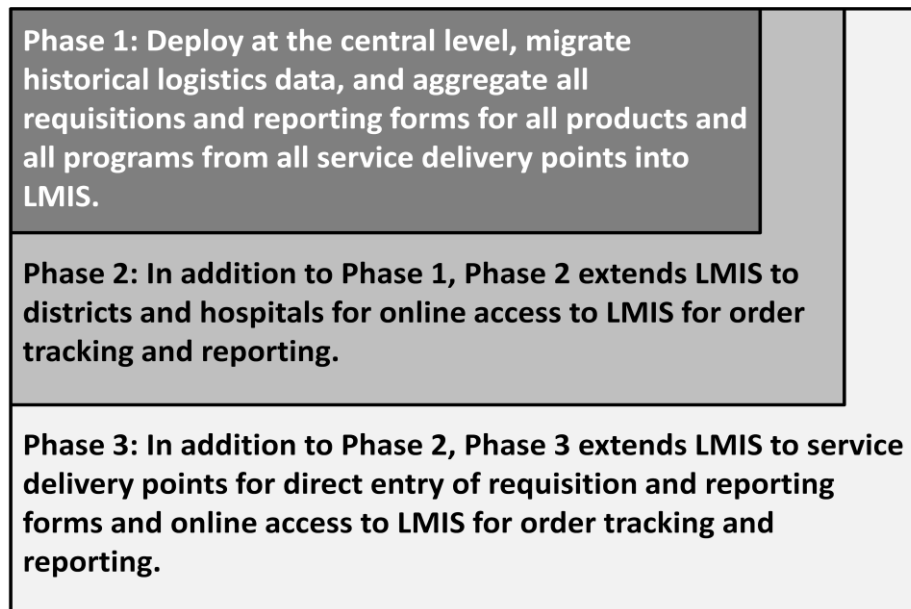 Phase 1: Deploy at the central level, migrate
historical logistics data, and aggregate all
requisitions and reporting forms for all products and
all programs from all service delivery points into
LMIS.
Phase 2: In addition to Phase 1, Phase 2 extends LMIS to
districts and hospitals for online access to LMIS for order
tracking and reporting.
Phase 3: In addition to Phase 2, Phase 3 extends LMIS to service
delivery points for direct entry of requisition and reporting
forms and online access to LMIS for order tracking and
reporting.